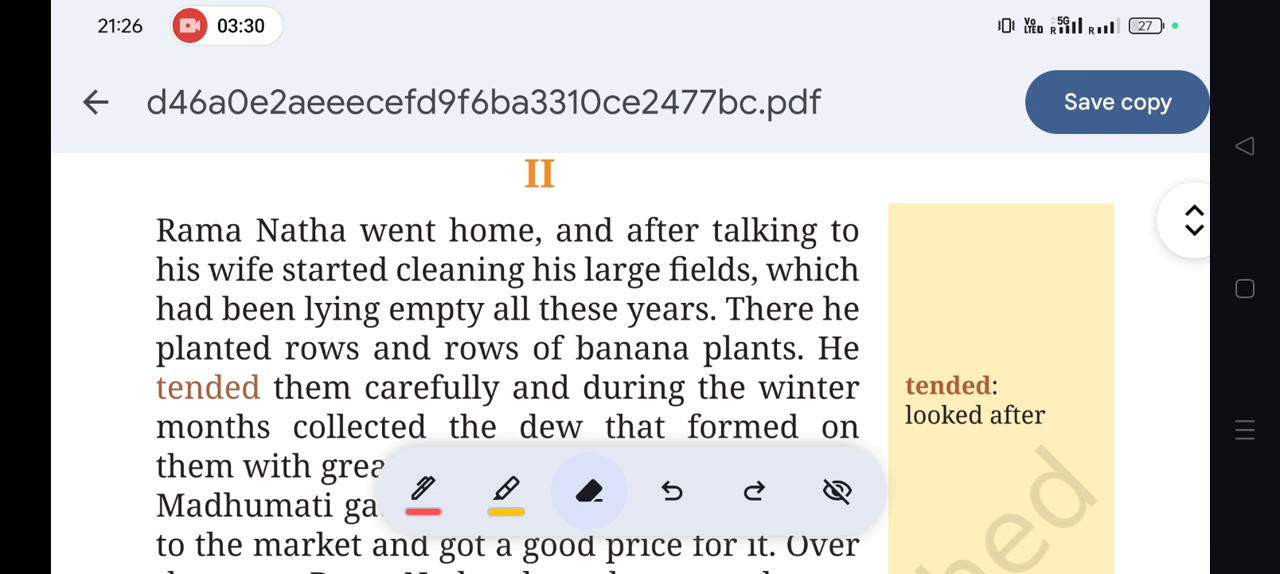 21:26 03:30 Vo LTE D R 5G R 27
d46a0e2aeeecefd9f6ba3310ce2477bc.pdf Save copy
II
Rama Natha went home, and after talking to
his wife started cleaning his large fields, which
had been lying empty all these years. There he
planted rows and rows of banana plants. He
tended them carefully and during the winter
months collected the dew that formed on
them with
Madhumati
to the market and got a good price for it. Over
tended:
looked after